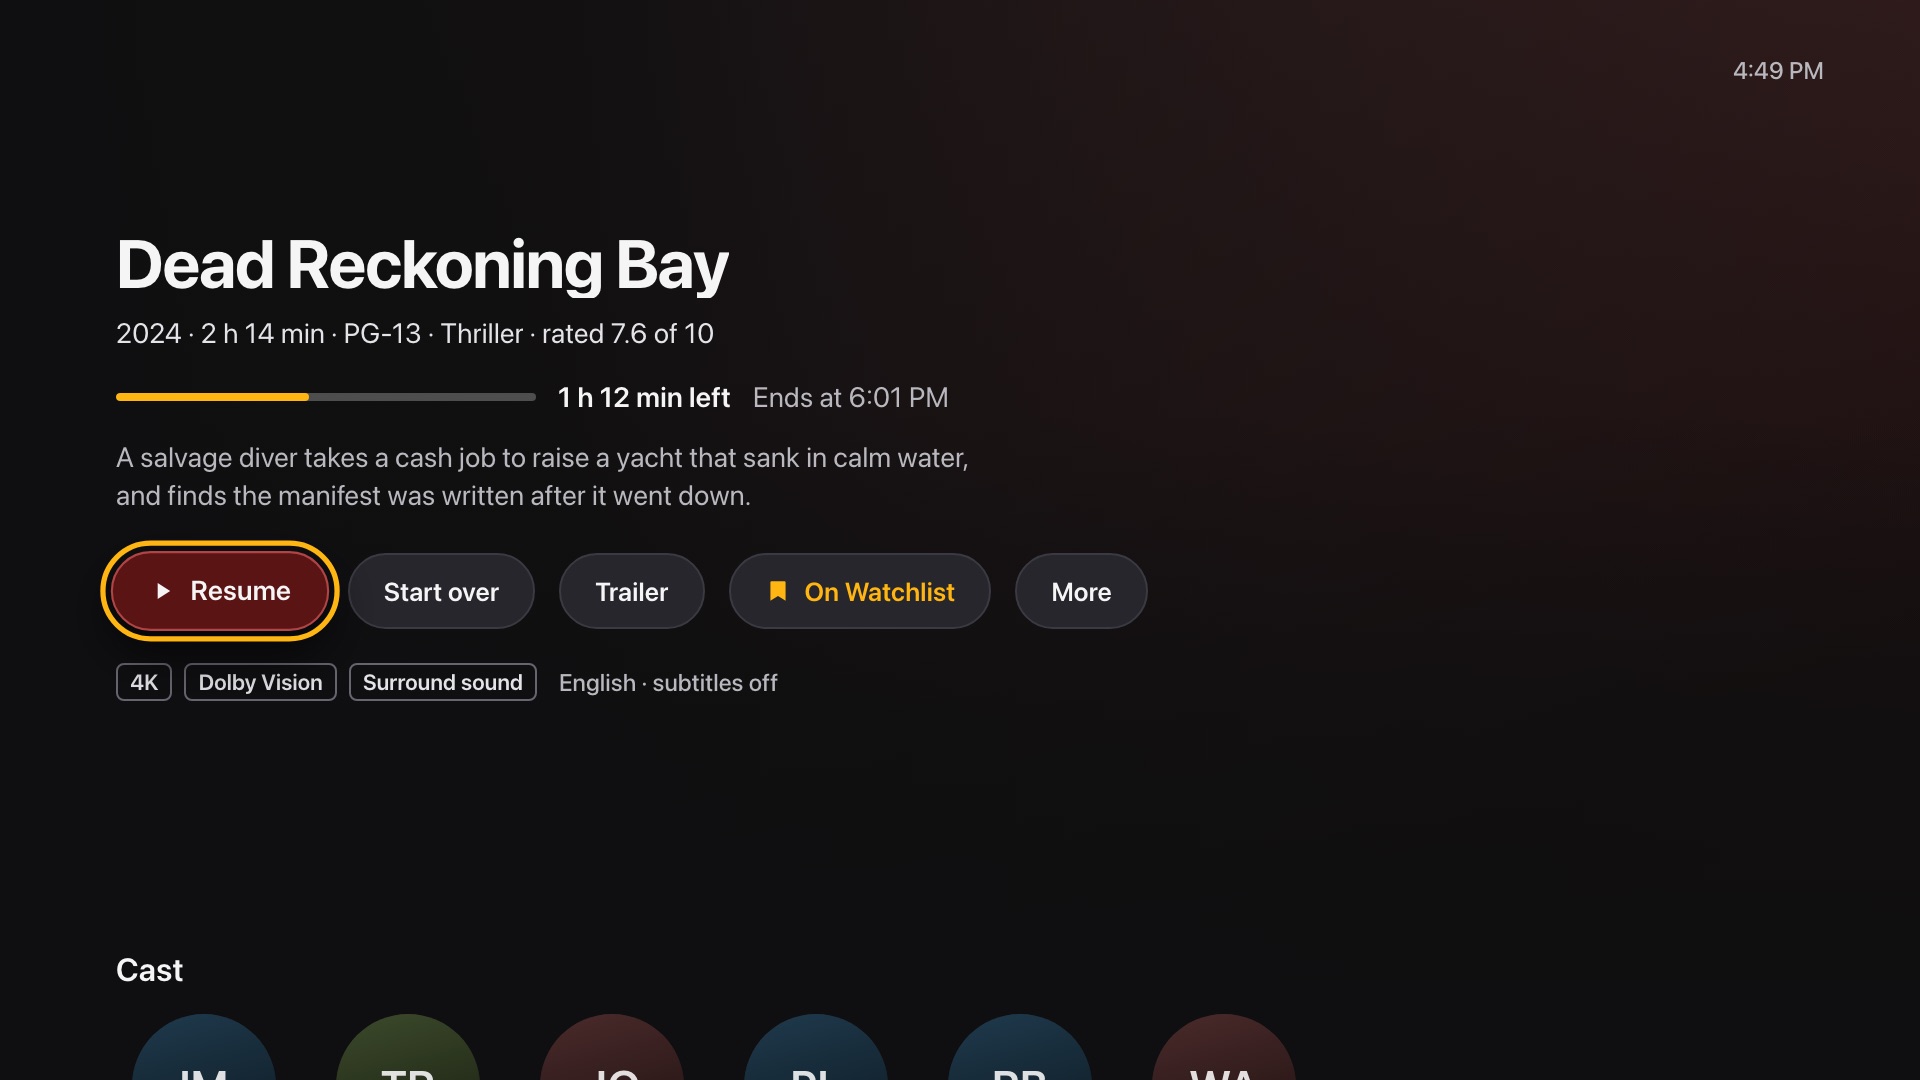 4:49 PM
Dead Reckoning Bay
2024 · 2 h 14 min · PG-13 · Thriller · rated 7.6 of 10
1 h 12 min left Ends at 6:01 PM
A salvage diver takes a cash job to raise a yacht that sank in calm water,
and finds the manifest was written after it went down.
Resume Start over Trailer On Watchlist More
4K Dolby Vision Surround sound English · subtitles off
Cast